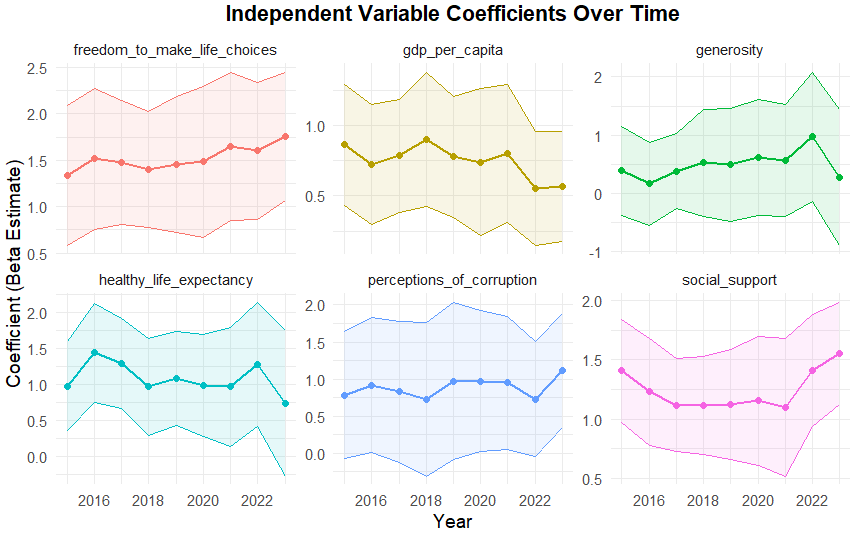 Independent Variable Coefficients Over Time
freedom_to_make_life_choices
gdp_per_capita
generosity
2.5
2.0
1.5
1.0
0.5
1.0
0.5
2
1
0
-1
healthy_life_expectancy
perceptions_of_corruption
social_support
2.0
1.5
1.0
0.5
0.0
2.0
1.5
1.0
0.5
0.0
2.0
1.5
1.0
0.5
2016 2018 2020 2022
2016 2018 2020 2022
2016 2018 2020 2022
Year
Coefficient (Beta Estimate)